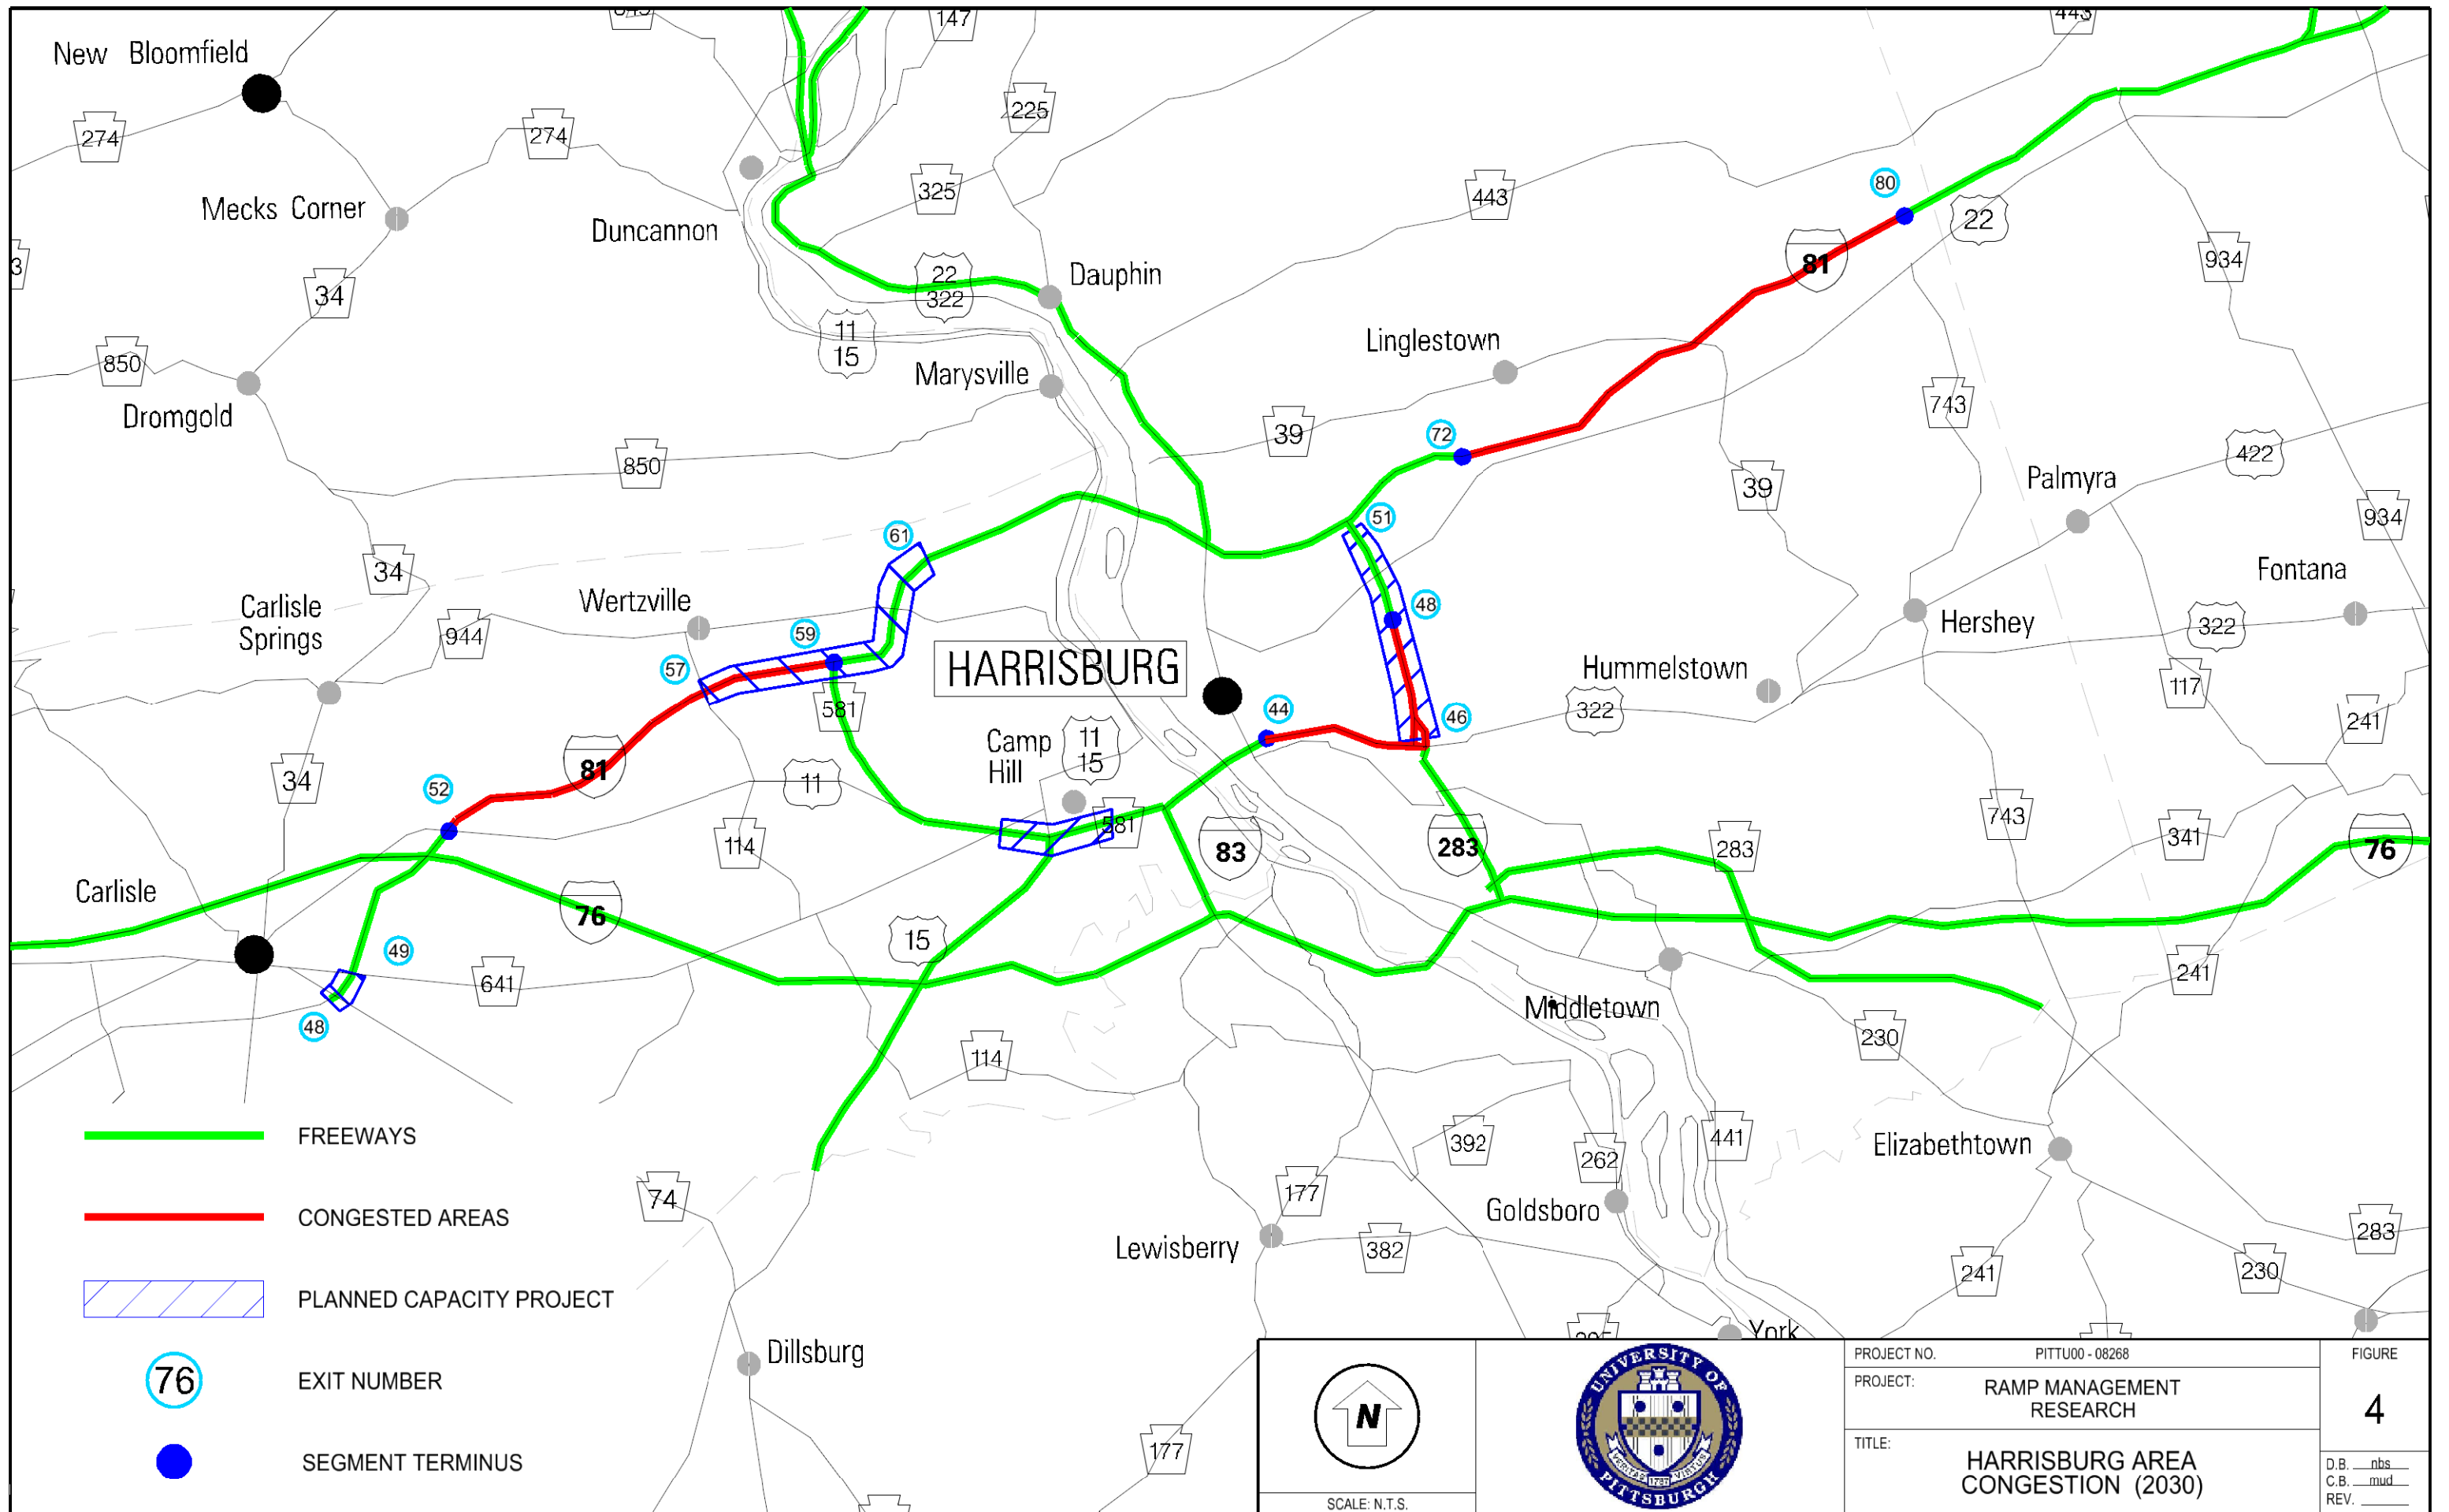 147
443
New Bloomfield
225
274
274
80
325
443
Mecks Corner
22
Duncannon
934
81
Dauphin
22
322
34
11
15
Linglestown
850
Marysville
743
Dromgold
39
72
422
850
Palmyra
39
51
934
61
34
Fontana
Carlisle
Springs
944
Wertzville
59
48
Hershey
322
57
HARRISBURG
Hummelstown
117
581
44
46
322
241
Camp
Hill
11
15
34
81
11
52
581
743
114
83
283
283
341
76
Carlisle
76
15
49
641
241
Middletown
48
230
114
FREEWAYS
392
262
441
Elizabethtown
74
177
Goldsboro
CONGESTED AREAS
283
Lewisberry
382
241
230
PLANNED CAPACITY PROJECT
York
Dillsburg
76
EXIT NUMBER
177
SEGMENT TERMINUS
N
SCALE: N.T.S.
UNIVERSITY OF
PITTSBURGH
VERITAS 1787 VIRTUS
PROJECT NO. PITTU00 - 08268
PROJECT: RAMP MANAGEMENT
RESEARCH
TITLE: HARRISBURG AREA
CONGESTION (2030)
FIGURE
4
D.B. nbs
C.B. mud
REV.